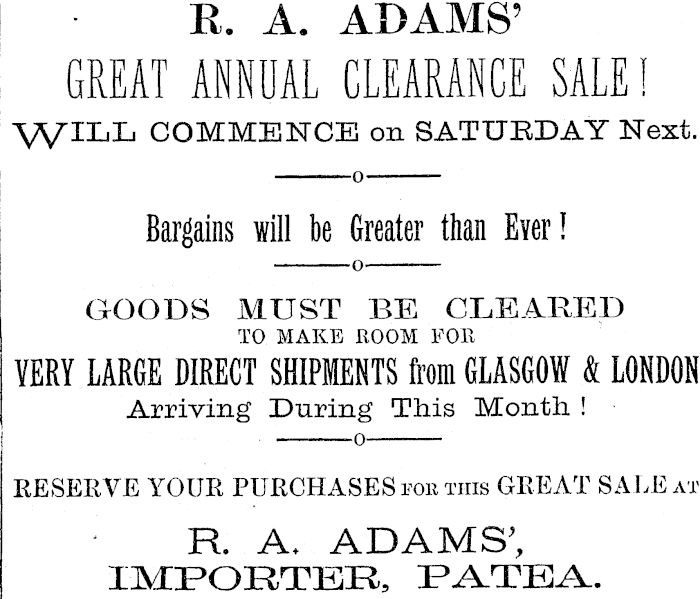 R. A. ADAMS'
GREAT ANNUAL CLEARANCE SALE!
WILL COMMENCE on SATURDAY Next.
o
Bargains will be Greater than Ever!
o
GOODS MUST BE CLEARED
TO MAKE ROOM FOR
VERY LARGE DIRECT SHIPMENTS from GLASGOW & LONDON
Arriving During This Month!
o
RESERVE YOUR PURCHASES FOR THIS GREAT SALE AT
R. A. ADAMS',
IMPORTER, PATEA.